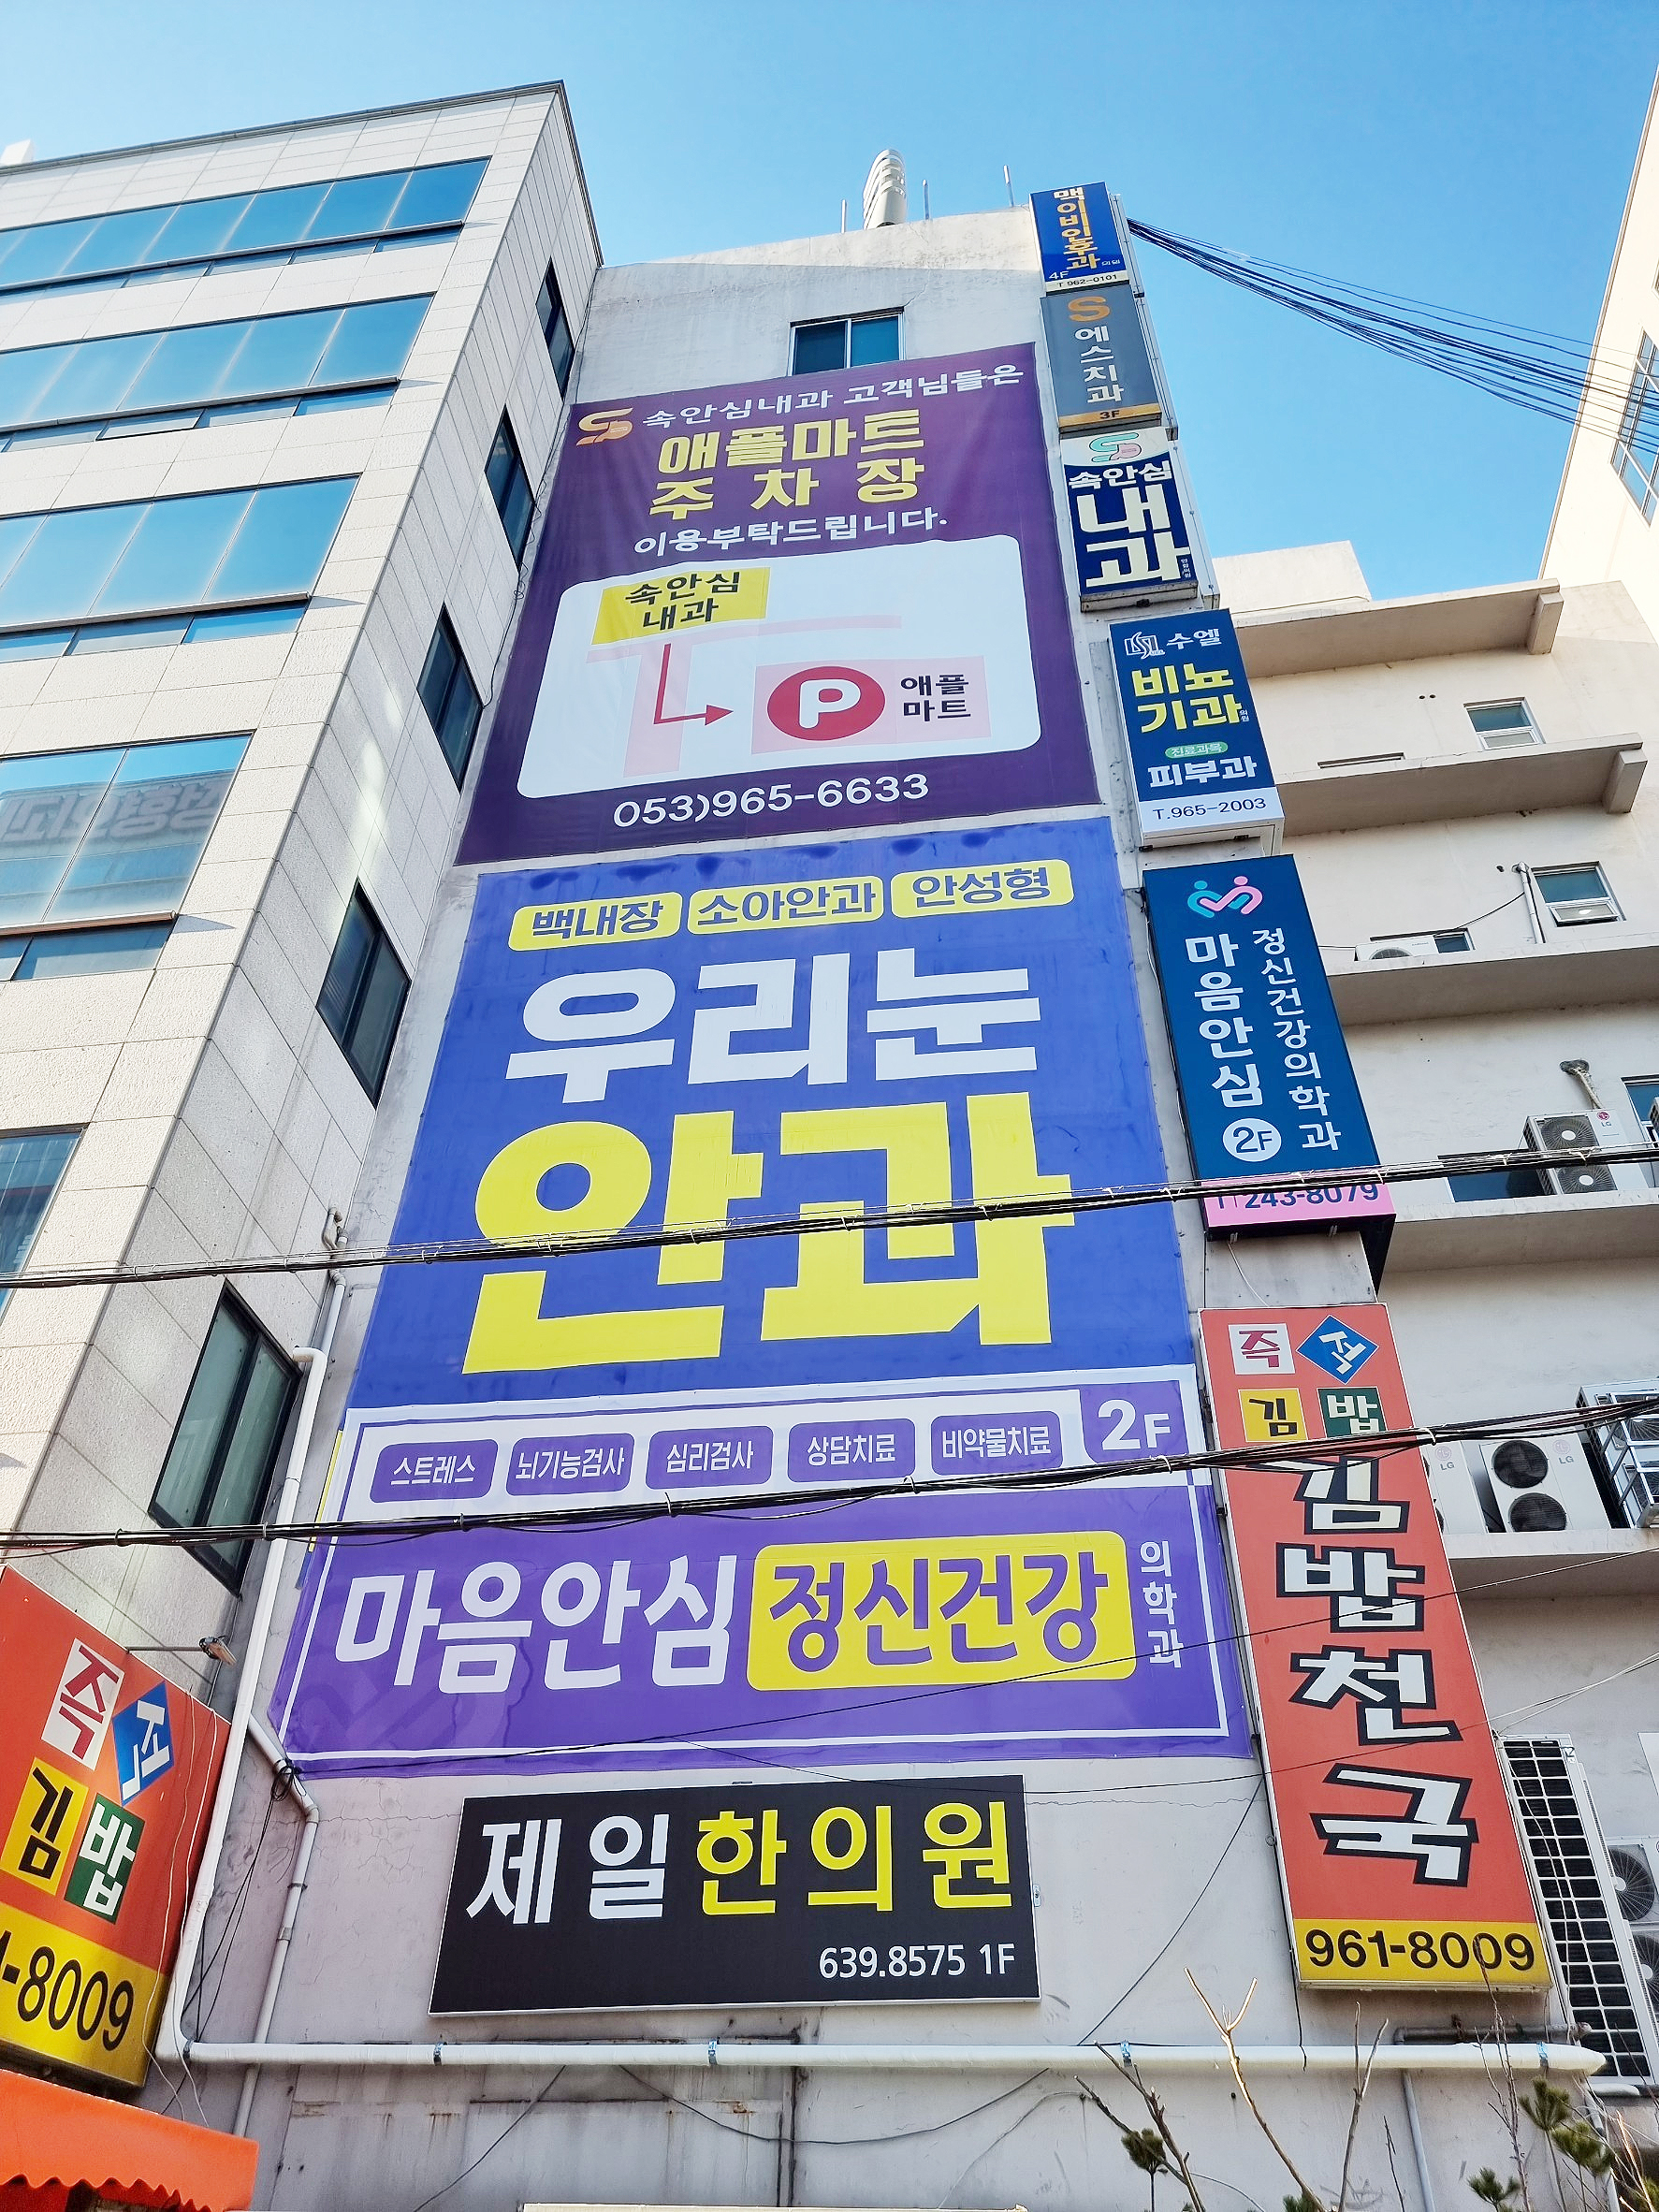 맥이비인후과의원
4F
T 962-0101
S
에스치과
3F
속안심내과 고객님들은
애플마트
주차장
이용부탁드립니다.
속안심
내과
P
애플
마트
053)965-6633
속안심
내과
수엘
비뇨
기과
의원
진료과목
피부과
T.965-2003
백내장 소아안과 안성형
우리눈
안과
마음안심
정신건강의학과
2F
243-8079
스트레스 뇌기능검사 심리검사 상담치료 비약물치료 2F
마음안심 정신건강 의학과
즉석
김밥
김밥천국
961-8009
제일한의원
639.8575 1F
즉석
김밥
-8009